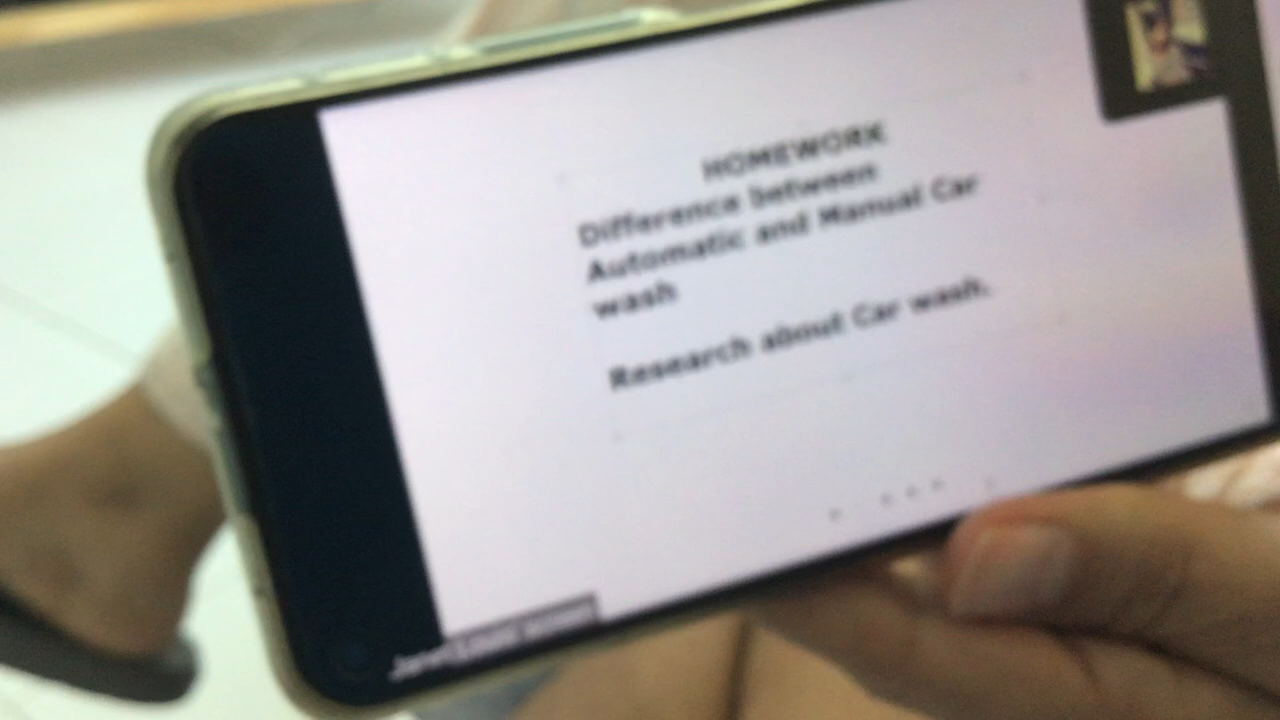 HOMEWORK
Difference between
Automatic and Manual Car
wash
Research about Car wash.